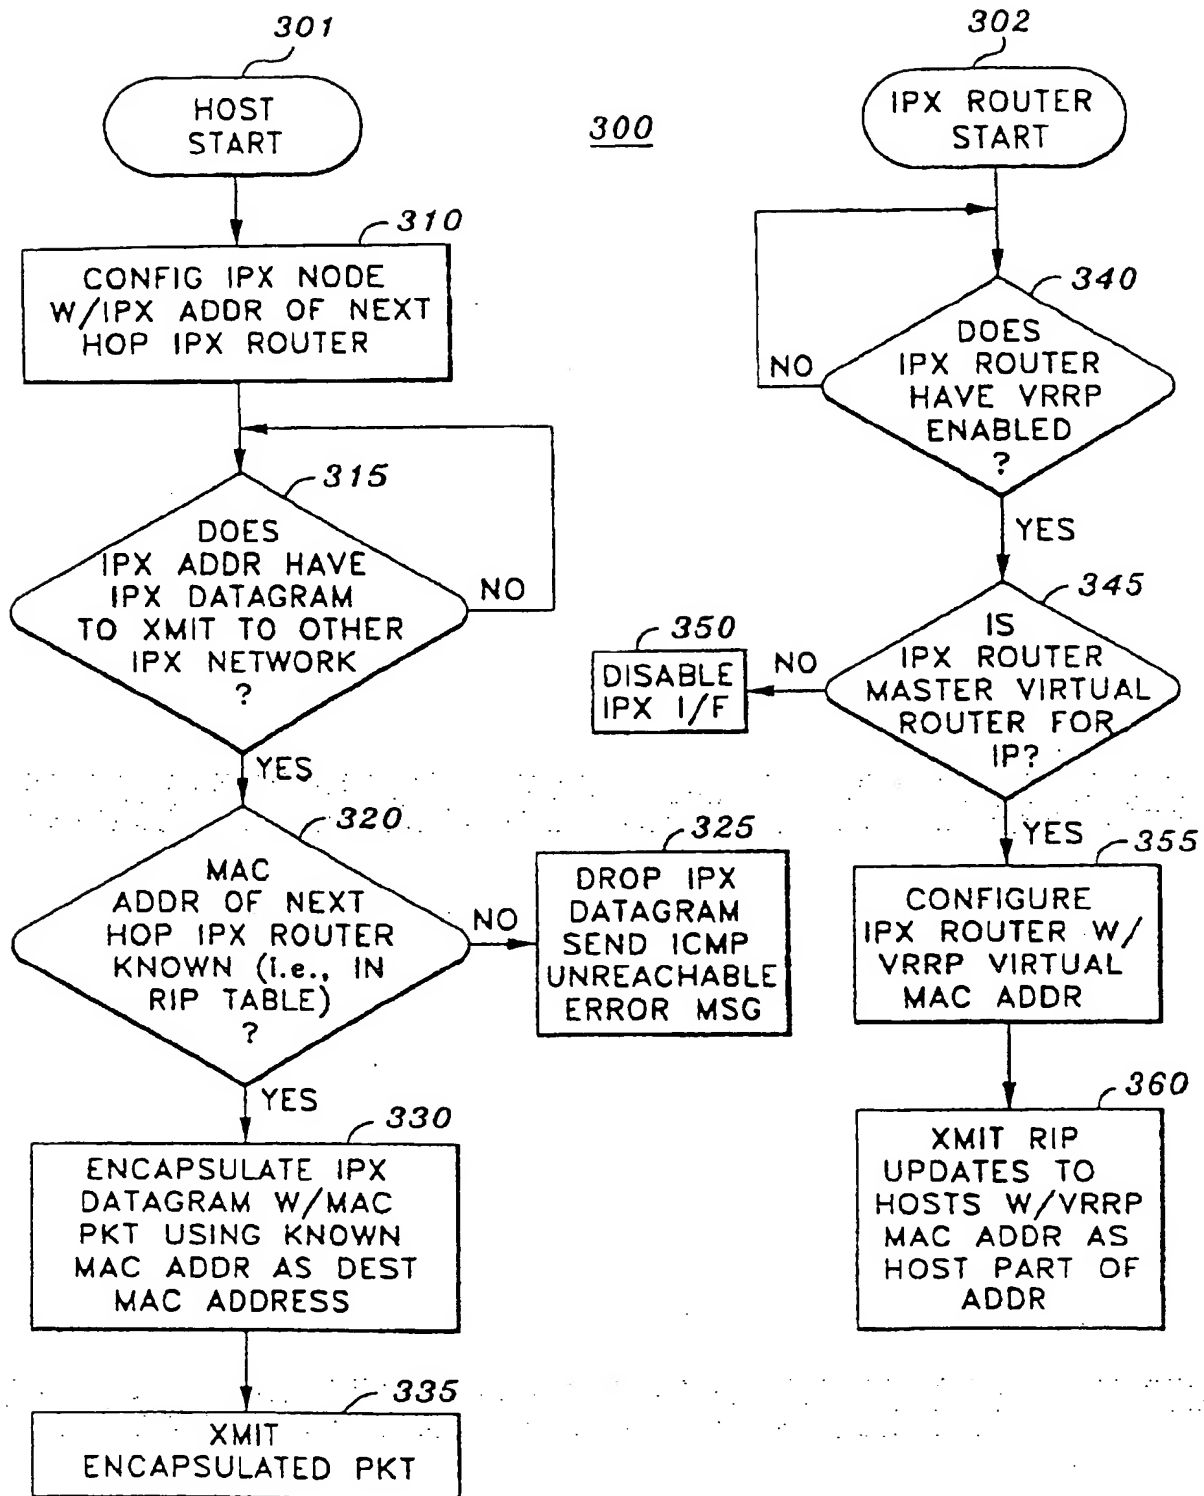 301
HOST
START
310
CONFIG IPX NODE
W/IPX ADDR OF NEXT
HOP IPX ROUTER
315
DOES
IPX ADDR HAVE
IPX DATAGRAM
TO XMIT TO OTHER
IPX NETWORK
?
NO
YES
320
MAC
ADDR OF NEXT
HOP IPX ROUTER
KNOWN (i.e., IN
RIP TABLE)
?
NO
325
DROP IPX
DATAGRAM
SEND ICMP
UNREACHABLE
ERROR MSG
YES
330
ENCAPSULATE IPX
DATAGRAM W/MAC
PKT USING KNOWN
MAC ADDR AS DEST
MAC ADDRESS
335
XMIT
ENCAPSULATED PKT
300
302
IPX ROUTER
START
340
DOES
IPX ROUTER
HAVE VRRP
ENABLED
?
NO
YES
345
IS
IPX ROUTER
MASTER VIRTUAL
ROUTER FOR
IP?
NO
350
DISABLE
IPX I/F
YES
355
CONFIGURE
IPX ROUTER W/
VRRP VIRTUAL
MAC ADDR
360
XMIT RIP
UPDATES TO
HOSTS W/VRRP
MAC ADDR AS
HOST PART OF
ADDR